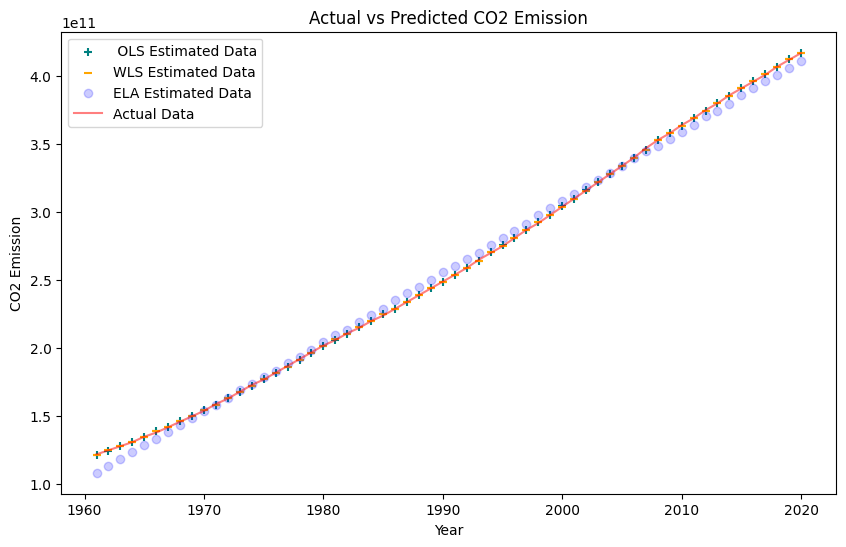 Actual vs Predicted CO2 Emission
1e11
OLS Estimated Data
WLS Estimated Data
ELA Estimated Data
Actual Data
4.0
3.5
3.0
2.5
2.0
1.5
1.0
CO2 Emission
1960 1970 1980 1990 2000 2010 2020
Year